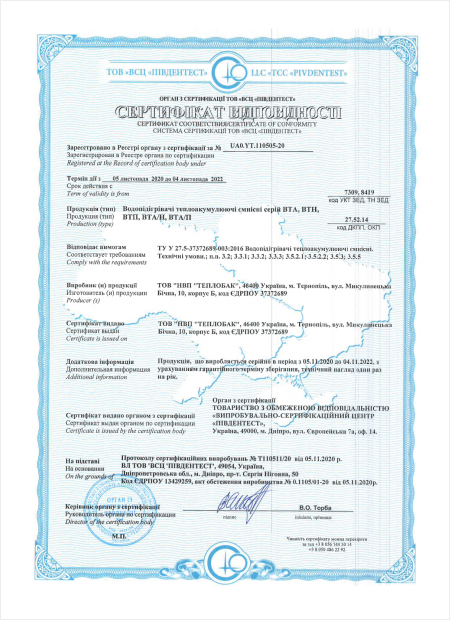 ТОВ «ВСЦ «ПІВДЕНТЕСТ» LLC «TCC «PIVDENTEST»
ОРГАН З СЕРТИФІКАЦІЇ ТОВ «ВСЦ «ПІВДЕНТЕСТ»
СЕРТИФІКАТ ВІДПОВІДНОСТІ
СЕРТИФИКАТ СООТВЕТСТВИЯ/CERTIFICATE OF CONFORMITY
СИСТЕМА СЕРТИФІКАЦІЇ ТОВ «ВСЦ «ПІВДЕНТЕСТ»
Зареєстровано в Реєстрі органу з сертифікації за № UA0.YT.110505-20
Зарегистрирована в Реестре органа по сертификации
Registered at the Record of certification body under
Термін дії з 05 листопада 2020 до 04 листопада 2022
Срок действия с
Term of validity is from
7309, 8419
код УКТ ЗЕД, ТН ЗЕД
Продукція (тип) Водопідігрівачі теплоакумулюючі ємнісні серій ВТА, ВТН,
Продукция (тип) ВТП, ВТА/Н, ВТА/П
Production (type)
27.52.14
код ДКПП, ОКП
Відповідає вимогам ТУ У 27.5-37372689-003:2016 Водопідігрівачі теплоакумулюючі ємнісні.
Соответствует требованиям Технічні умова.; п.п. 3.2; 3.3.1; 3.3.2; 3.3.3; 3.5.2.1; 3.5.2.2; 3.5.3; 3.5.5
Comply with the requirements
Виробник (и) продукції ТОВ "НВП "ТЕПЛОБАК", 46400 Україна, м. Тернопіль, вул. Микулинецька
Изготовитель (и) продукции Бічна, 10, корпус Б, код ЄДРПОУ 37372689
Producer (s)
Сертифікат видано ТОВ "НВП "ТЕПЛОБАК", 46400 Україна, м. Тернопіль, вул. Микулинецька
Сертификат выдан Бічна, 10, корпус Б, код ЄДРПОУ 37372689
Certificate is issued on
Додаткова інформація Продукція, що виробляється серійно в період з 05.11.2020 до 04.11.2022, з
Дополнительная информация урахуванням гарантійного терміну зберігання, технічний нагляд один раз
Additional information на рік.
Орган з сертифікації
ТОВАРИСТВО З ОБМЕЖЕНОЮ ВІДПОВІДАЛЬНІСТЮ
Сертифікат видано органом з сертифікації «ВИПРОБУВАЛЬНО-СЕРТИФІКАЦІЙНИЙ ЦЕНТР
Сертификат выдан органом по сертификации «ПІВДЕНТЕСТ»,
Certificate is issued by the certification body Україна, 49000, м. Дніпро, вул. Європейська 7а, оф. 14.
На підставі Протоколу сертифікаційних випробувань № Т110511/20 від 05.11.2020 р.
На основании ВЛ ТОВ "ВСЦ "ПІВДЕНТЕСТ", 49054, Україна,
On the grounds of Дніпропетровська обл., м. Дніпро, пр-т. Сергія Нігояна, 50
Код ЄДРПОУ 13429259, акт обстеження виробництва № 0.1105/01-20 від 05.11.2020р.
ОРГАН ІЗ
Керівник органу з сертифікації
Руководитель органа по сертификации
Director of the certification body
В.О. Торба
підпис
ініціали, прізвище
М.П.
Чинність сертифікату можна перевірити
за тел +3 8 056 744 30 14
+3 8 050 486 22 92